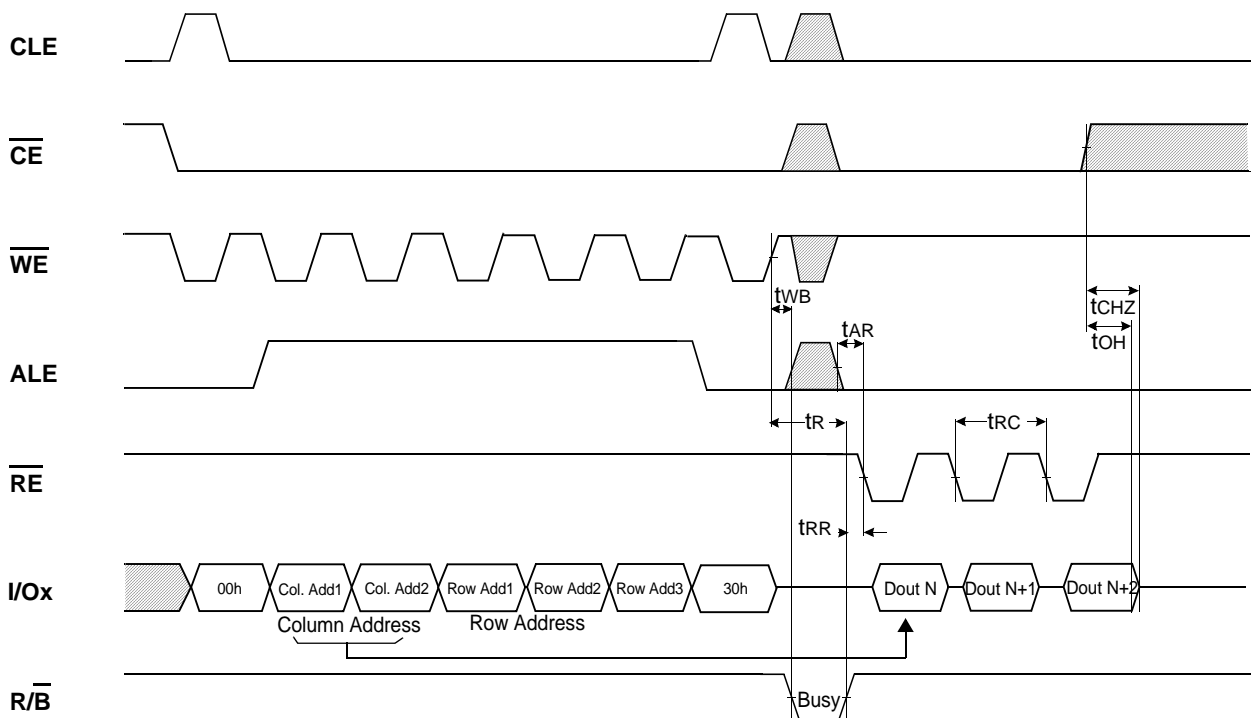 CLE
CE
WE
tWB
tCHZ
tAR
tOH
ALE
tR
tRC
RE
tRR
I/Ox
00h
Col. Add1
Col. Add2
Row Add1
Row Add2
Row Add3
30h
Dout N
Dout N+1
Dout N+2
Column Address
Row Address
R/B
Busy